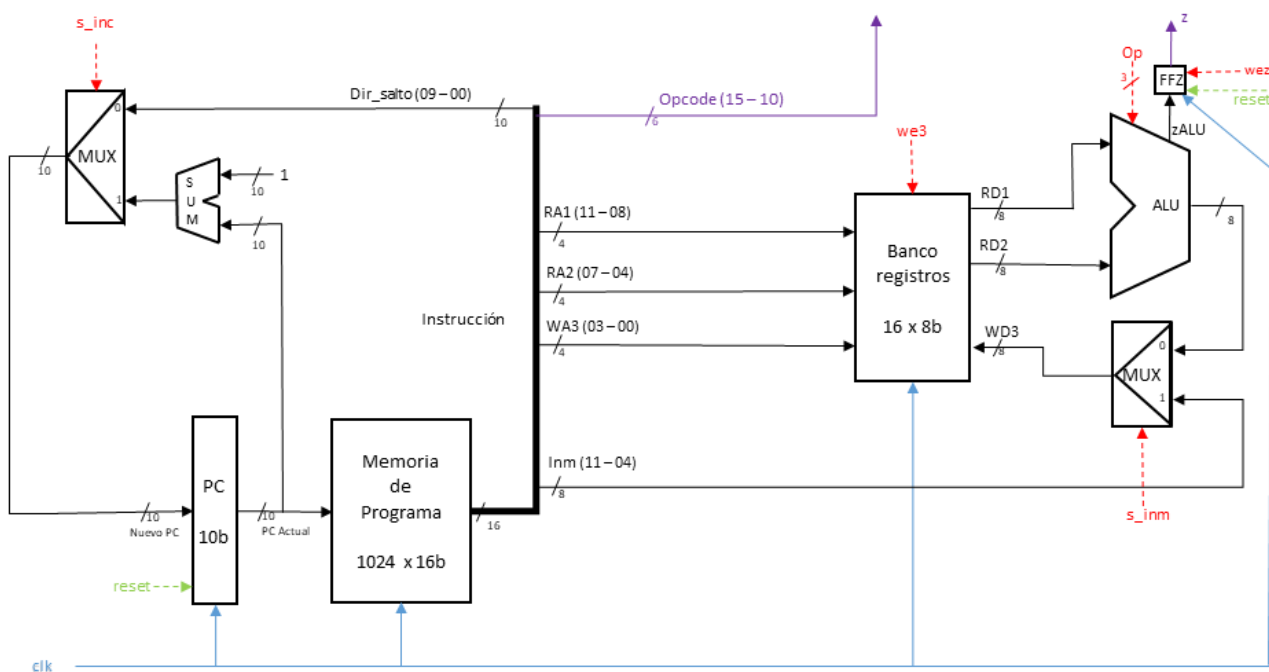 s_inc
z
Op
3
FFZ
wez
reset
Dir_salto (09 – 00)
10
Opcode (15 – 10)
6
zALU
0
MUX
10
1
S
U
M
1
10
10
we3
RD1
8
ALU
8
RA1 (11 – 08)
4
Banco
registros
16 x 8b
RD2
8
RA2 (07 – 04)
4
Instrucción
WA3 (03 – 00)
4
WD3
8
0
MUX
1
PC
10b
10
Nuevo PC
10
PC Actual
Memoria
de
Programa
1024 x 16b
16
Inm (11 – 04)
8
s_inm
reset
clk